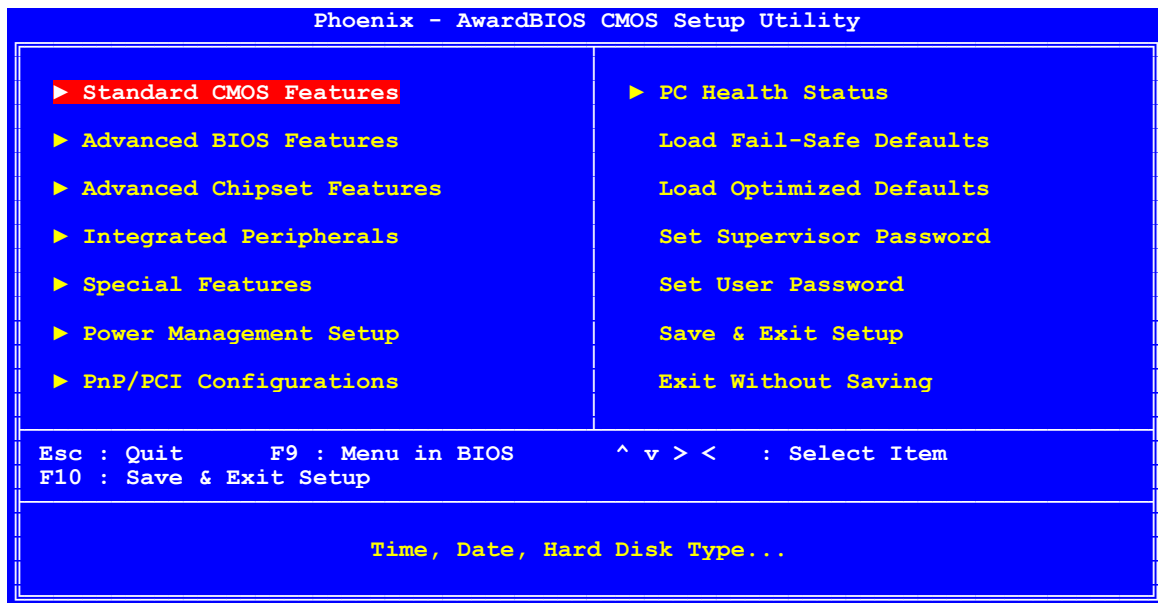 Phoenix - AwardBIOS CMOS Setup Utility
► Standard CMOS Features
► Advanced BIOS Features
► Advanced Chipset Features
► Integrated Peripherals
► Special Features
► Power Management Setup
► PnP/PCI Configurations
► PC Health Status
Load Fail-Safe Defaults
Load Optimized Defaults
Set Supervisor Password
Set User Password
Save & Exit Setup
Exit Without Saving
Esc : Quit F9 : Menu in BIOS ^ v > < : Select Item
F10 : Save & Exit Setup
Time, Date, Hard Disk Type...